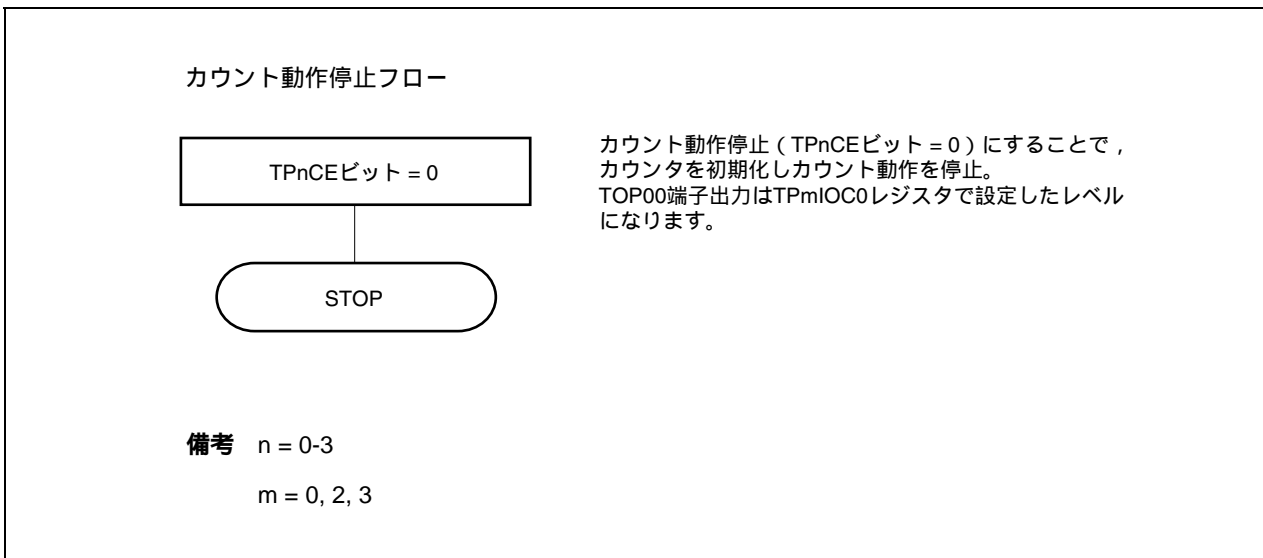 カウント動作停止フロー
TPnCEビット = 0
カウント動作停止（TPnCEビット = 0）にすることで，
カウンタを初期化しカウント動作を停止。
TOP00端子出力はTPmIOC0レジスタで設定したレベル
になります。
STOP
備考 n = 0-3
m = 0, 2, 3